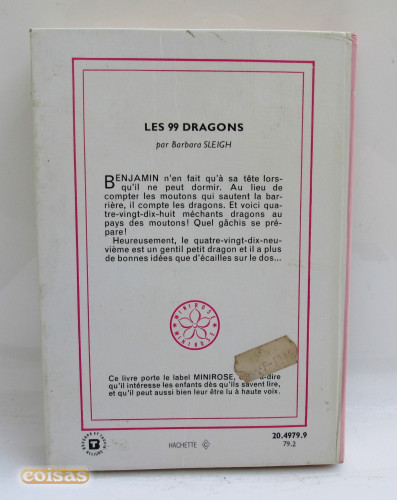 LES 99 DRAGONS
par Barbara SLEIGH
BENJAMIN n'en fait qu'à sa tête lors-
qu'il ne peut dormir. Au lieu de
compter les moutons qui sautent la bar-
rière, il compte les dragons. Et voici qua-
tre-vingt-dix-huit méchants dragons au
pays des moutons! Quel gâchis se pré-
pare!
Heureusement, le quatre-vingt-dix-neu-
vième est un gentil petit dragon et il a plus
de bonnes idées que d'écailles sur le dos...
MINIROSE
MINIROSE
Ce livre porte le label MINIROSE, dire
qu'il intéresse les enfants dès qu'ils savent lire,
et qu'il peut aussi bien leur être lu à haute voix.
T
HACHETTE
20.4979.9
79.2
coisas